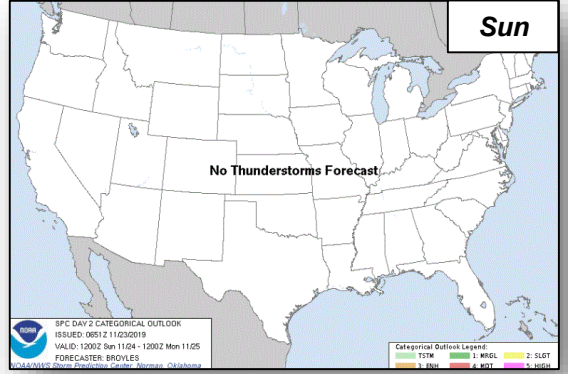 Sun
No Thunderstorms Forecast
NOAA
SPC DAY 2 CATEGORICAL OUTLOOK
ISSUED: 0651Z 11/23/2019
VALID: 1200Z Sun 11/24 - 1200Z Mon 11/25
FORECASTER: BROYLES
NOAA/NWS Storm Prediction Center, Norman, Oklahoma
Categorical Outlook Legend:
TSTM 1: MRGL 2: SLGT
3: ENH 4: MDT 5: HIGH